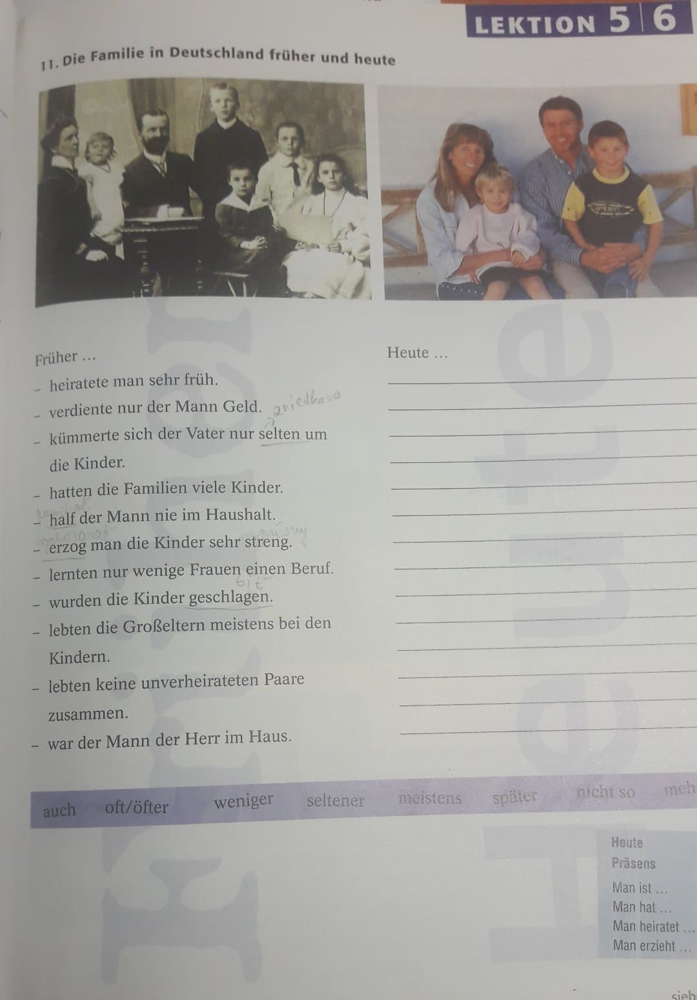 LEKTION 5 | 6
11. Die Familie in Deutschland früher und heute
Früher ...
– heiratete man sehr früh.
– verdiente nur der Mann Geld.
zriedkavo
– kümmerte sich der Vater nur selten um
die Kinder.
– hatten die Familien viele Kinder.
– half der Mann nie im Haushalt.
– erzog man die Kinder sehr streng.
– lernten nur wenige Frauen einen Beruf.
biť
– wurden die Kinder geschlagen.
– lebten die Großeltern meistens bei den
Kindern.
– lebten keine unverheirateten Paare
zusammen.
– war der Mann der Herr im Haus.
Heute ...
auch oft/öfter weniger seltener meistens später nicht so meh
Heute
Präsens
Man ist ...
Man hat ...
Man heiratet ...
Man erzieht ...
sieb
Früher
Heute